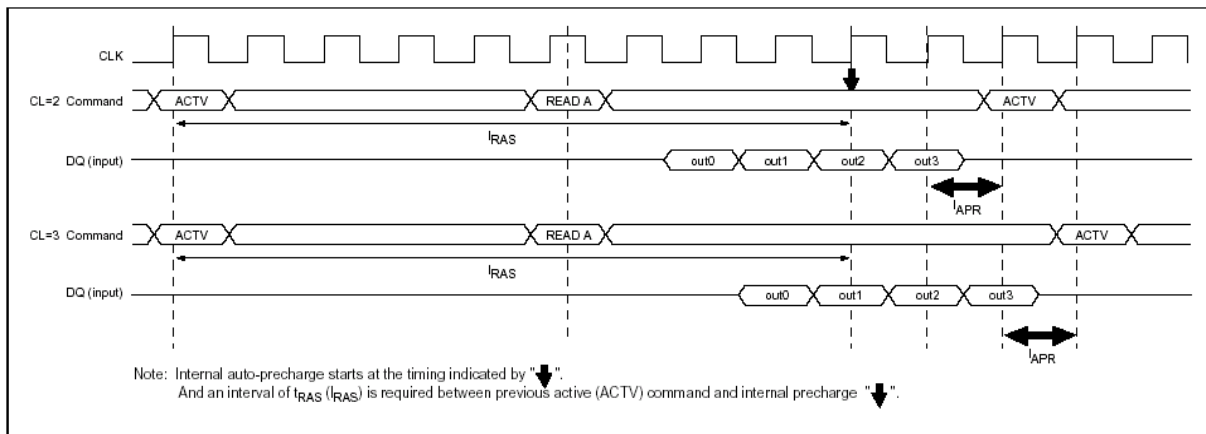 CLK
CL=2 Command ACTV READ A ACTV
lRAS
DQ (input) out0 out1 out2 out3
lAPR
CL=3 Command ACTV READ A ACTV
lRAS
DQ (input) out0 out1 out2 out3
lAPR
Note: Internal auto-precharge starts at the timing indicated by " ".
And an interval of tRAS (lRAS) is required between previous active (ACTV) command and internal precharge " ".